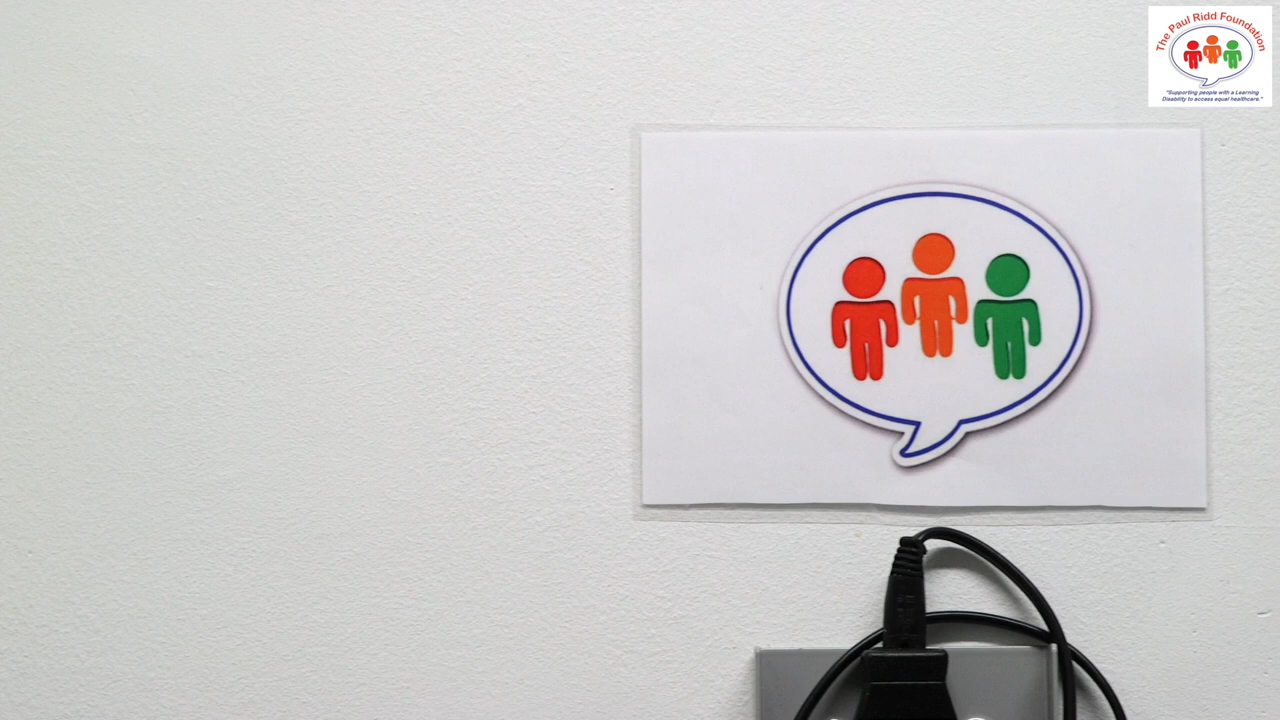 The Paul Ridd Foundation
"Supporting people with a Learning
Disability to access equal healthcare."